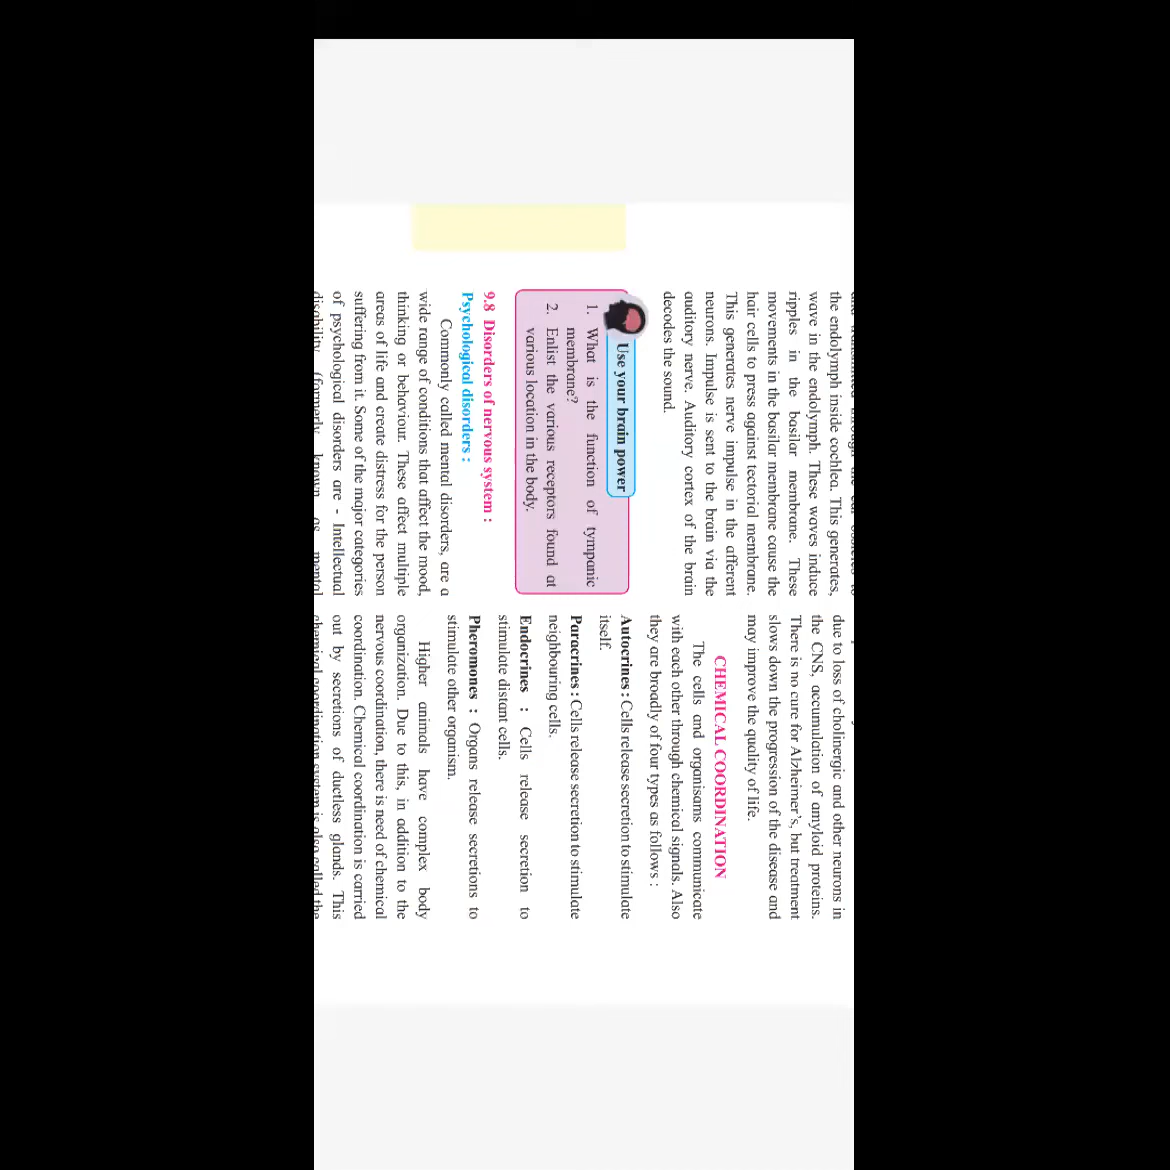 the endolymph inside cochlea. This generates,
wave in the endolymph. These waves induce
ripples in the basilar membrane. These
movements in the basilar membrane cause the
hair cells to press against tectorial membrane.
This generates nerve impulse in the afferent
neurons. Impulse is sent to the brain via the
auditory nerve. Auditory cortex of the brain
decodes the sound.
Use your brain power
1. What is the function of tympanic
membrane?
2. Enlist the various receptors found at
various location in the body.
9.8 Disorders of nervous system :
Psychological disorders :
Commonly called mental disorders, are a
wide range of conditions that affect the mood,
thinking or behaviour. These affect multiple
areas of life and create distress for the person
suffering from it. Some of the major categories
of psychological disorders are - Intellectual
disability (formerly known as mental
due to loss of cholinergic and other neurons in
the CNS, accumulation of amyloid proteins.
There is no cure for Alzheimer's, but treatment
slows down the progression of the disease and
may improve the quality of life.
CHEMICAL COORDINATION
The cells and organisams communicate
with each other through chemical signals. Also
they are broadly of four types as follows :
Autocrines : Cells release secretion to stimulate
itself.
Paracrines : Cells release secretion to stimulate
neighbouring cells.
Endocrines : Cells release secretion to
stimulate distant cells.
Pheromones : Organs release secretions to
stimulate other organism.
Higher animals have complex body
organization. Due to this, in addition to the
nervous coordination, there is need of chemical
coordination. Chemical coordination is carried
out by secretions of ductless glands. This
chemical coordination system is also called the